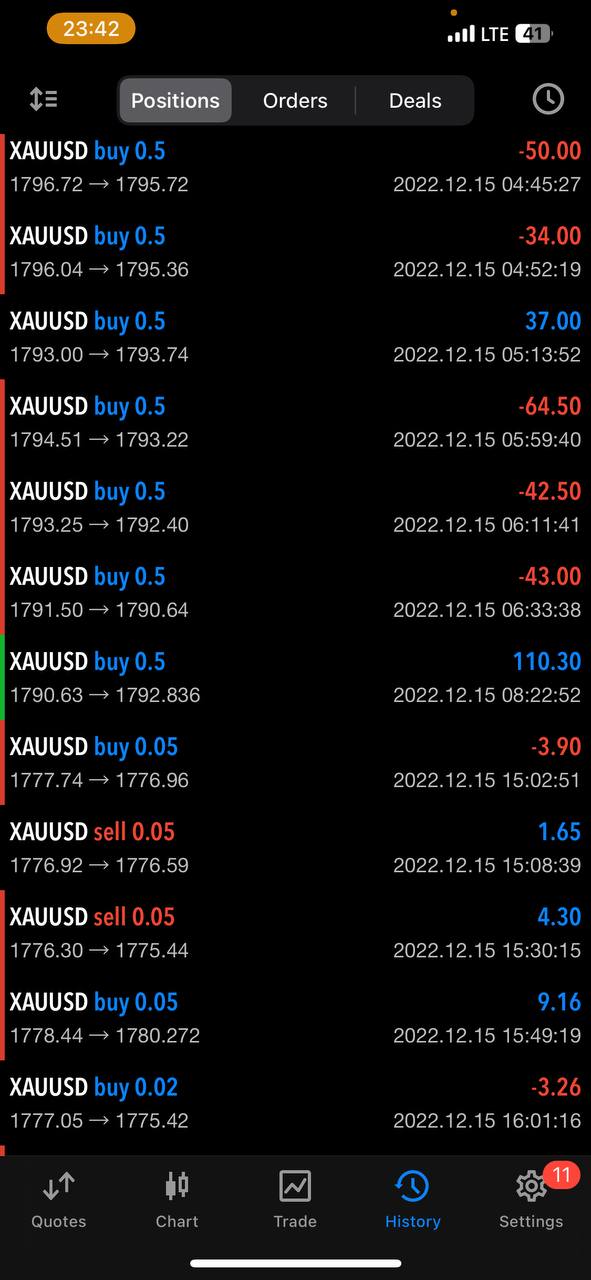 23:42
LTE 41
Positions Orders Deals
XAUUSD buy 0.5 -50.00
1796.72 → 1795.72 2022.12.15 04:45:27
XAUUSD buy 0.5 -34.00
1796.04 → 1795.36 2022.12.15 04:52:19
XAUUSD buy 0.5 37.00
1793.00 → 1793.74 2022.12.15 05:13:52
XAUUSD buy 0.5 -64.50
1794.51 → 1793.22 2022.12.15 05:59:40
XAUUSD buy 0.5 -42.50
1793.25 → 1792.40 2022.12.15 06:11:41
XAUUSD buy 0.5 -43.00
1791.50 → 1790.64 2022.12.15 06:33:38
XAUUSD buy 0.5 110.30
1790.63 → 1792.836 2022.12.15 08:22:52
XAUUSD buy 0.05 -3.90
1777.74 → 1776.96 2022.12.15 15:02:51
XAUUSD sell 0.05 1.65
1776.92 → 1776.59 2022.12.15 15:08:39
XAUUSD sell 0.05 4.30
1776.30 → 1775.44 2022.12.15 15:30:15
XAUUSD buy 0.05 9.16
1778.44 → 1780.272 2022.12.15 15:49:19
XAUUSD buy 0.02 -3.26
1777.05 → 1775.42 2022.12.15 16:01:16
11
Quotes Chart Trade History Settings